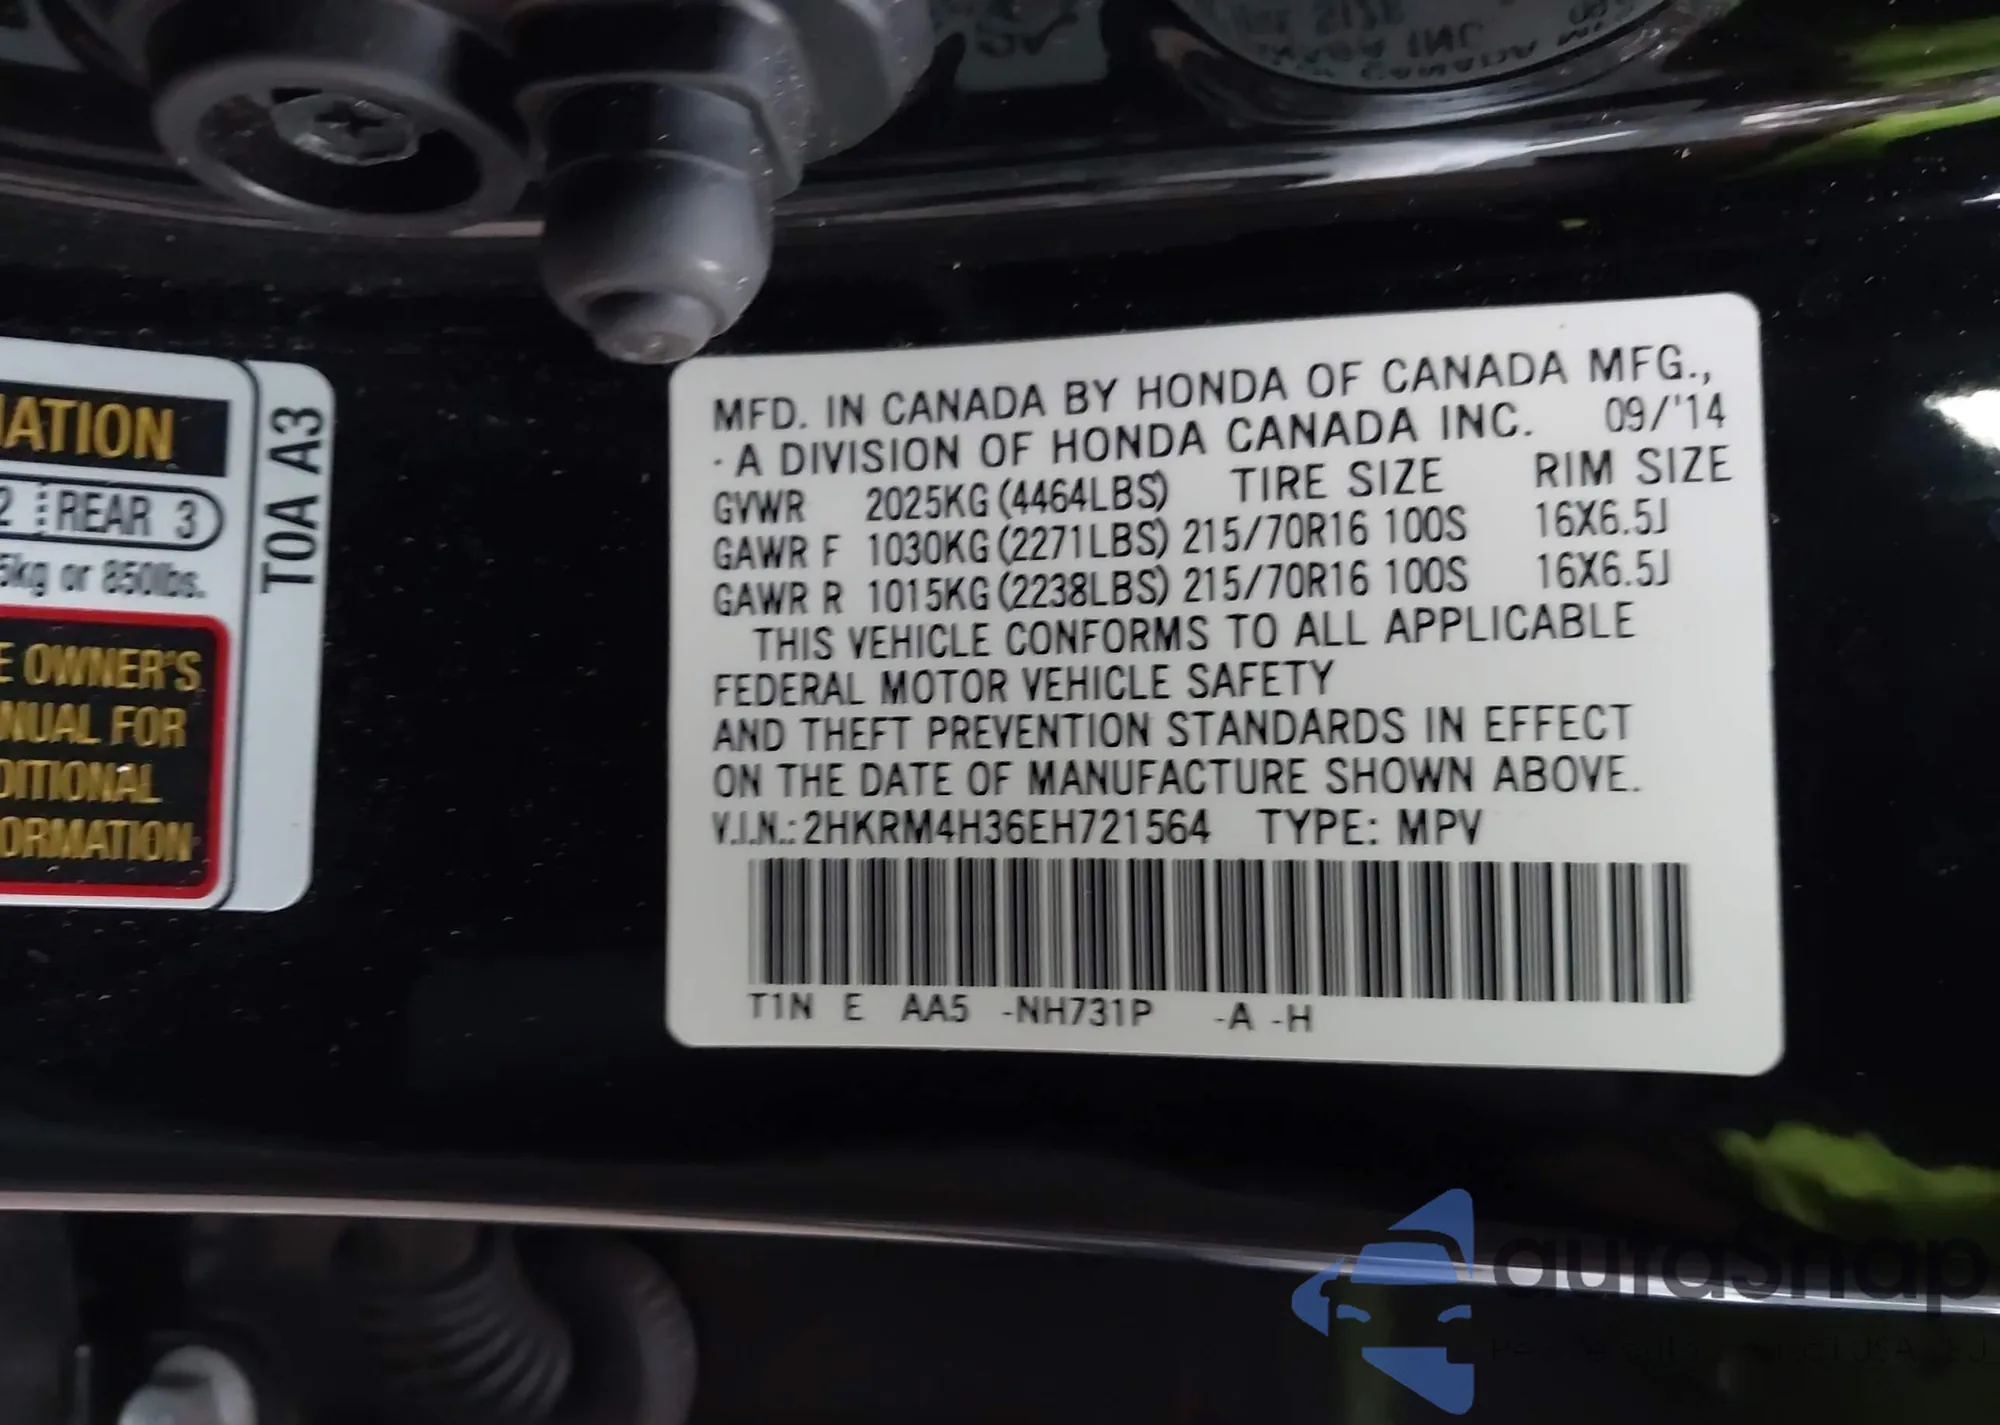 MFD. IN CANADA BY HONDA OF CANADA MFG.,
· A DIVISION OF HONDA CANADA INC. 09/'14
GVWR 2025KG (4464LBS) TIRE SIZE RIM SIZE
GAWR F 1030KG (2271LBS) 215/70R16 100S 16X6.5J
GAWR R 1015KG (2238LBS) 215/70R16 100S 16X6.5J
THIS VEHICLE CONFORMS TO ALL APPLICABLE
FEDERAL MOTOR VEHICLE SAFETY
AND THEFT PREVENTION STANDARDS IN EFFECT
ON THE DATE OF MANUFACTURE SHOWN ABOVE.
V.I.N.: 2HKRM4H36EH721564 TYPE: MPV
T1N E AA5 -NH731P -A -H
REAR 3
kg or 850lbs.
OWNER'S
FOR
T0A A3
autosnap